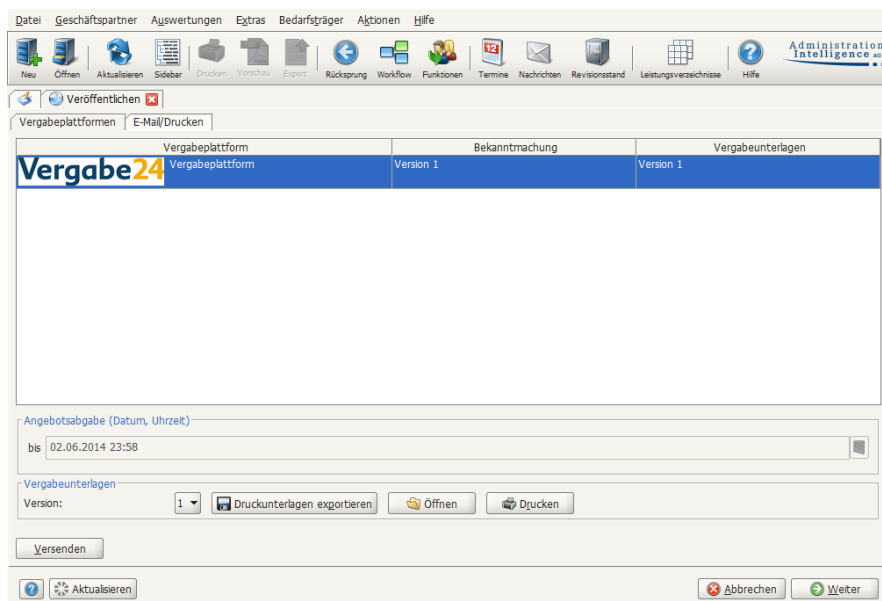 Datei Geschäftspartner Auswertungen Extras Bedarfsträger Aktionen Hilfe
Neu Öffnen Aktualisieren Sidebar Drucken Vorschau Export Rücksprung Workflow Funktionen Termine Nachrichten Revisionsstand Leistungsverzeichnisse Hilfe
12
Administration
Intelligence AG
Veröffentlichen
Vergabeplattformen E-Mail/Drucken
Vergabeplattform Bekanntmachung Vergabeunterlagen
Vergabe24 Vergabeplattform Version 1 Version 1
Angebotsabgabe (Datum, Uhrzeit)
bis 02.06.2014 23:58
Vergabeunterlagen
Version: 1 Druckunterlagen exportieren Öffnen Drucken
Versenden
Aktualisieren Abbrechen Weiter